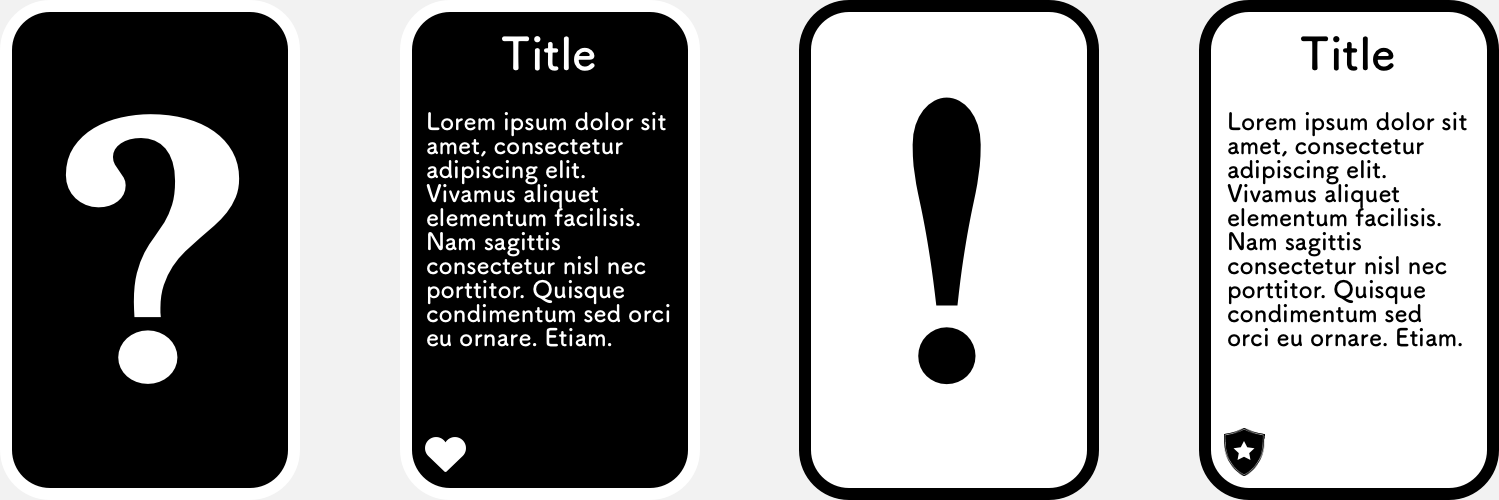 ?
Title
Lorem ipsum dolor sit
amet, consectetur
adipiscing elit.
Vivamus aliquet
elementum facilisis.
Nam sagittis
consectetur nisl nec
porttitor. Quisque
condimentum sed orci
eu ornare. Etiam.
!
Title
Lorem ipsum dolor sit
amet, consectetur
adipiscing elit.
Vivamus aliquet
elementum facilisis.
Nam sagittis
consectetur nisl nec
porttitor. Quisque
condimentum sed
orci eu ornare. Etiam.